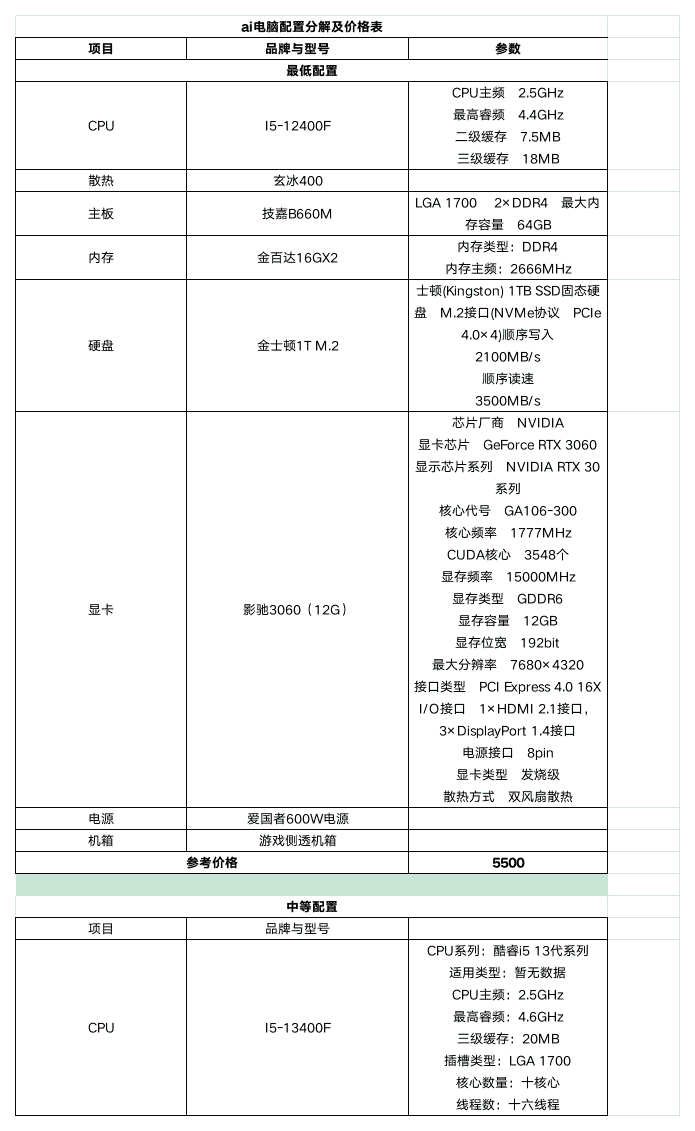 ai电脑配置分解及价格表
项目 品牌与型号 参数
最低配置
CPU I5-12400F
CPU主频 2.5GHz
最高睿频 4.4GHz
二级缓存 7.5MB
三级缓存 18MB
散热 玄冰400
主板 技嘉B660M
LGA 1700 2×DDR4 最大内
存容量 64GB
内存 金百达16GX2
内存类型：DDR4
内存主频：2666MHz
硬盘 金士顿1T M.2
士顿(Kingston) 1TB SSD固态硬
盘 M.2接口(NVMe协议 PCIe
4.0×4)顺序写入
2100MB/s
顺序读速
3500MB/s
显卡 影驰3060（12G）
芯片厂商 NVIDIA
显卡芯片 GeForce RTX 3060
显示芯片系列 NVIDIA RTX 30
系列
核心代号 GA106-300
核心频率 1777MHz
CUDA核心 3548个
显存频率 15000MHz
显存类型 GDDR6
显存容量 12GB
显存位宽 192bit
最大分辨率 7680×4320
接口类型 PCI Express 4.0 16X
I/O接口 1×HDMI 2.1接口，
3×DisplayPort 1.4接口
电源接口 8pin
显卡类型 发烧级
散热方式 双风扇散热
电源 爱国者600W电源
机箱 游戏侧透机箱
参考价格 5500
中等配置
项目 品牌与型号
CPU I5-13400F
CPU系列：酷睿i5 13代系列
适用类型：暂无数据
CPU主频：2.5GHz
最高睿频：4.6GHz
三级缓存：20MB
插槽类型：LGA 1700
核心数量：十核心
线程数：十六线程